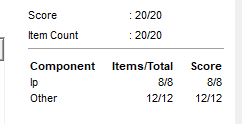 Score : 20/20
Item Count : 20/20
Component Items/Total Score
Ip 8/8 8/8
Other 12/12 12/12